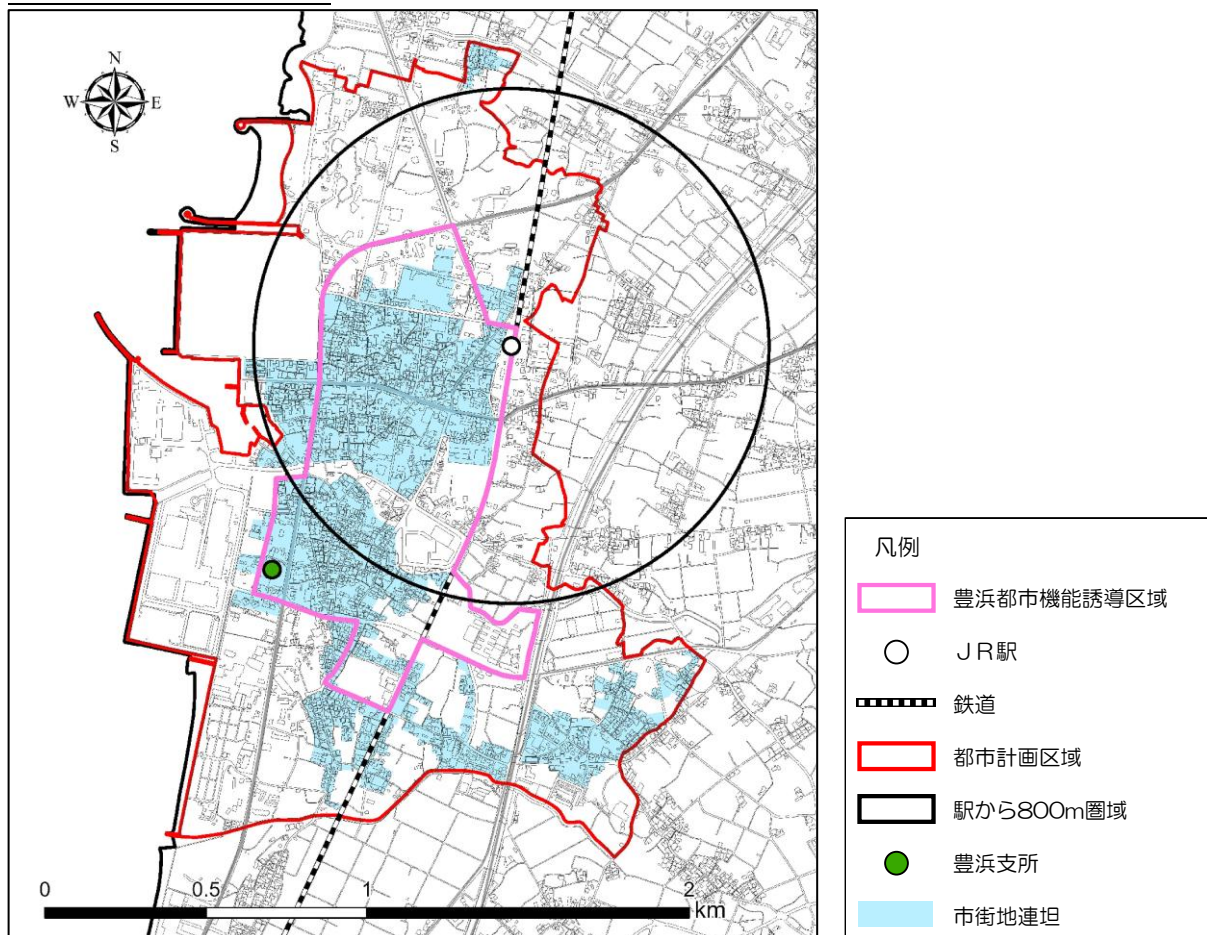 N
W E
S
0 0.5 1 2
km
凡例
豊浜都市機能誘導区域
JR駅
鉄道
都市計画区域
駅から800m圏域
豊浜支所
市街地連坦